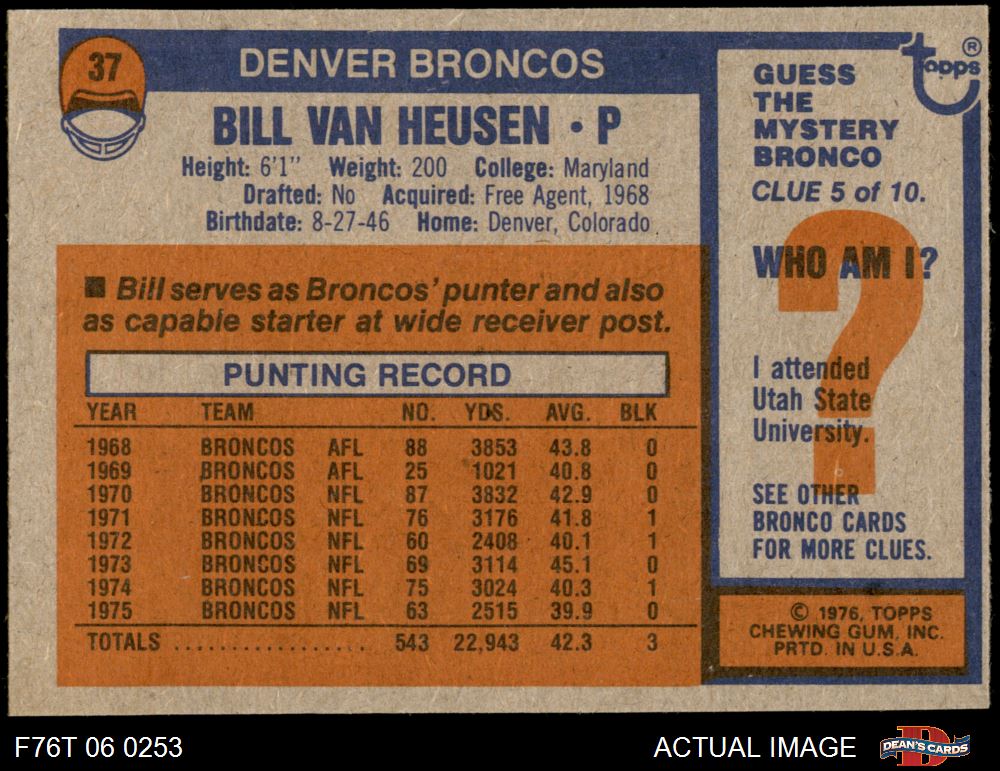 37
DENVER BRONCOS
BILL VAN HEUSEN • P
Height: 6'1" Weight: 200 College: Maryland
Drafted: No Acquired: Free Agent, 1968
Birthdate: 8-27-46 Home: Denver, Colorado
■ Bill serves as Broncos' punter and also
as capable starter at wide receiver post.
PUNTING RECORD
YEAR TEAM NO. YDS. AVG. BLK
1968 BRONCOS AFL 88 3853 43.8 0
1969 BRONCOS AFL 25 1021 40.8 0
1970 BRONCOS NFL 87 3832 42.9 0
1971 BRONCOS NFL 76 3176 41.8 1
1972 BRONCOS NFL 60 2408 40.1 1
1973 BRONCOS NFL 69 3114 45.1 0
1974 BRONCOS NFL 75 3024 40.3 1
1975 BRONCOS NFL 63 2515 39.9 0
TOTALS .................. 543 22,943 42.3 3
topps ®
GUESS
THE
MYSTERY
BRONCO
CLUE 5 of 10.
WHO AM I?
?
I attended
Utah State
University.
SEE OTHER
BRONCO CARDS
FOR MORE CLUES.
© 1976, TOPPS
CHEWING GUM, INC.
PRTD. IN U.S.A.
F76T 06 0253
ACTUAL IMAGE
D
DEAN'S CARDS